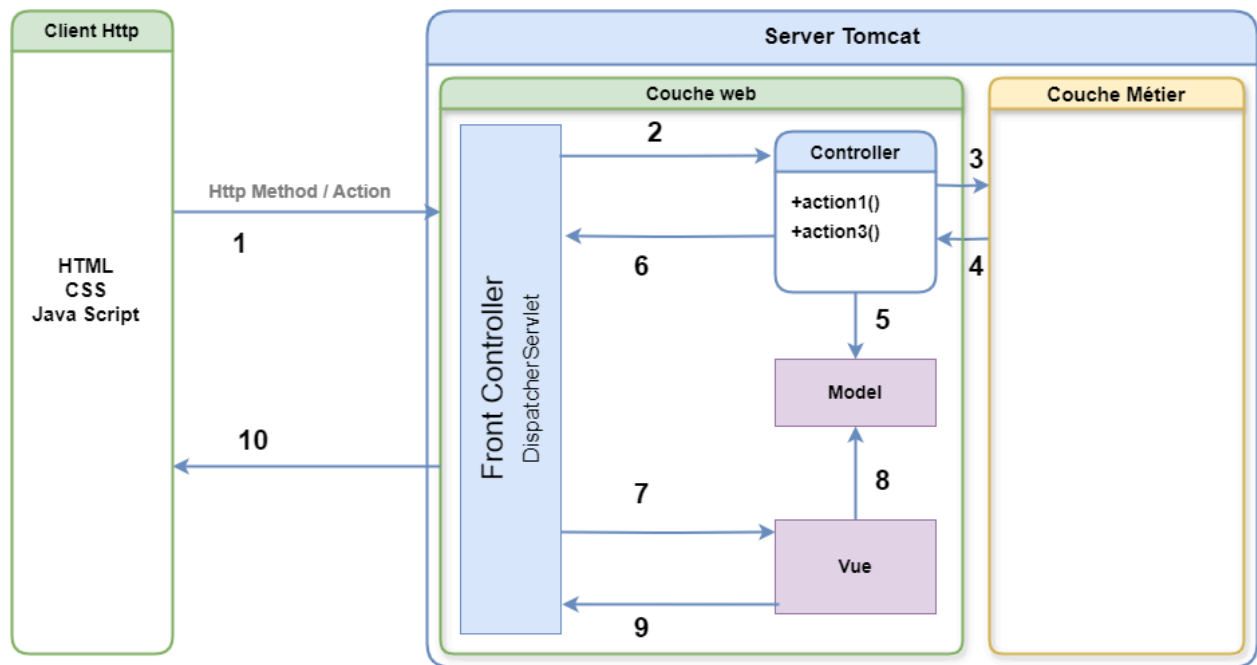 Client Http
Server Tomcat
Couche web
Couche Métier
2
Controller
3
Http Method / Action
+action1()
+action3()
1
6
4
HTML
CSS
Java Script
5
Front Controller
DispatcherServlet
Model
10
7
8
Vue
9